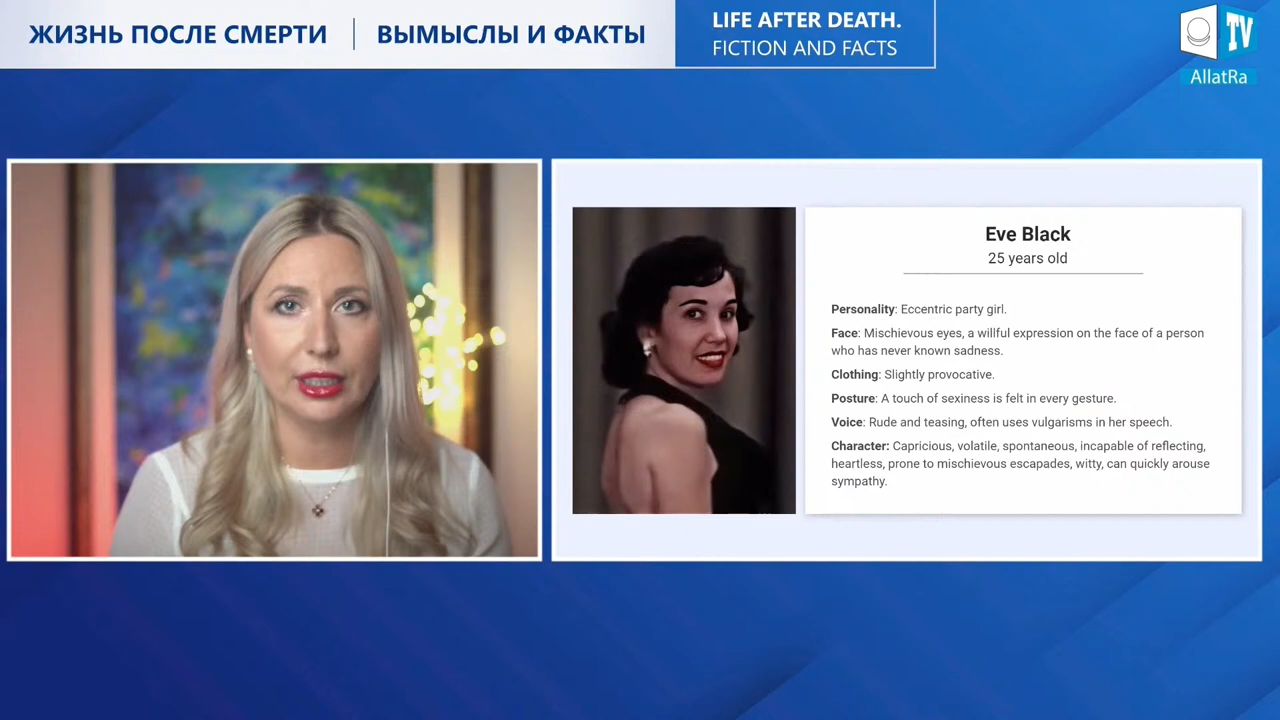 ЖИЗНЬ ПОСЛЕ СМЕРТИ
ВЫМЫСЛЫ И ФАКТЫ
LIFE AFTER DEATH.
FICTION AND FACTS
TV
AllatRa
Eve Black
25 years old
Personality: Eccentric party girl.
Face: Mischievous eyes, a willful expression on the face of a person
who has never known sadness.
Clothing: Slightly provocative.
Posture: A touch of sexiness is felt in every gesture.
Voice: Rude and teasing, often uses vulgarisms in her speech.
Character: Capricious, volatile, spontaneous, incapable of reflecting,
heartless, prone to mischievous escapades, witty, can quickly arouse
sympathy.